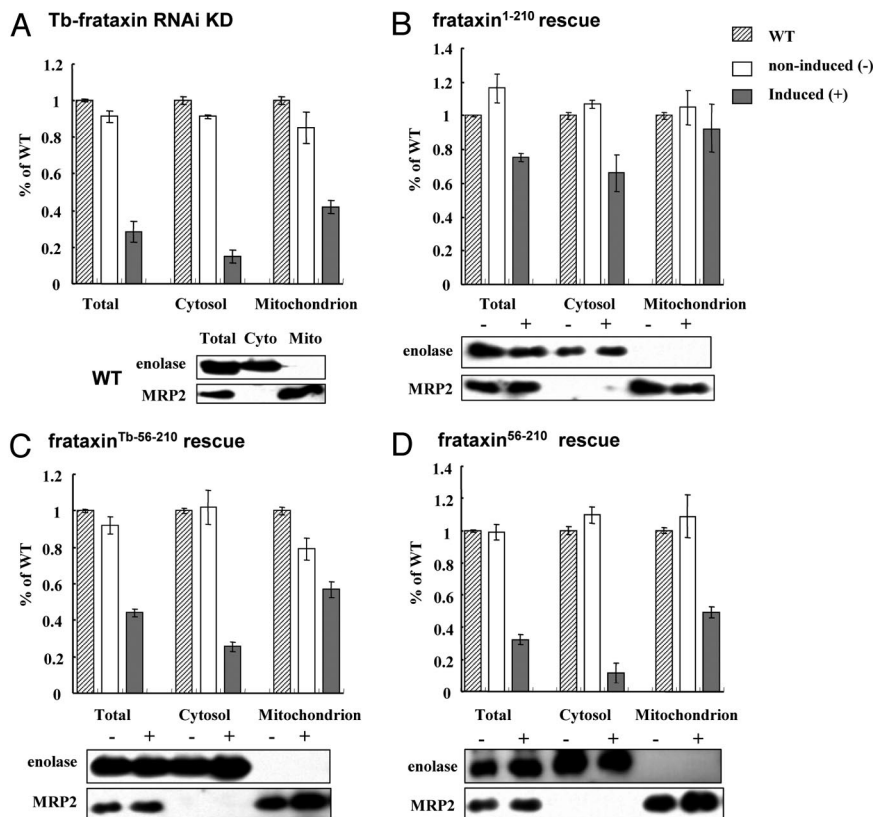 A Tb-frataxin RNAi KD
1.2
1
0.8
0.6
0.4
0.2
0
% of WT
Total Cytosol Mitochondrion
Total Cyto Mito
WT
enolase
MRP2
B frataxin1-210 rescue
1.4
1.2
1
0.8
0.6
0.4
0.2
0
% of WT
Total Cytosol Mitochondrion
- + - + - +
enolase
MRP2
WT
non-induced (-)
Induced (+)
C frataxinTb-56-210 rescue
1.2
1
0.8
0.6
0.4
0.2
0
% of WT
Total Cytosol Mitochondrion
- + - + - +
enolase
MRP2
D frataxin56-210 rescue
1.4
1.2
1
0.8
0.6
0.4
0.2
0
% of WT
Total Cytosol Mitochondrion
- + - + - +
enolase
MRP2